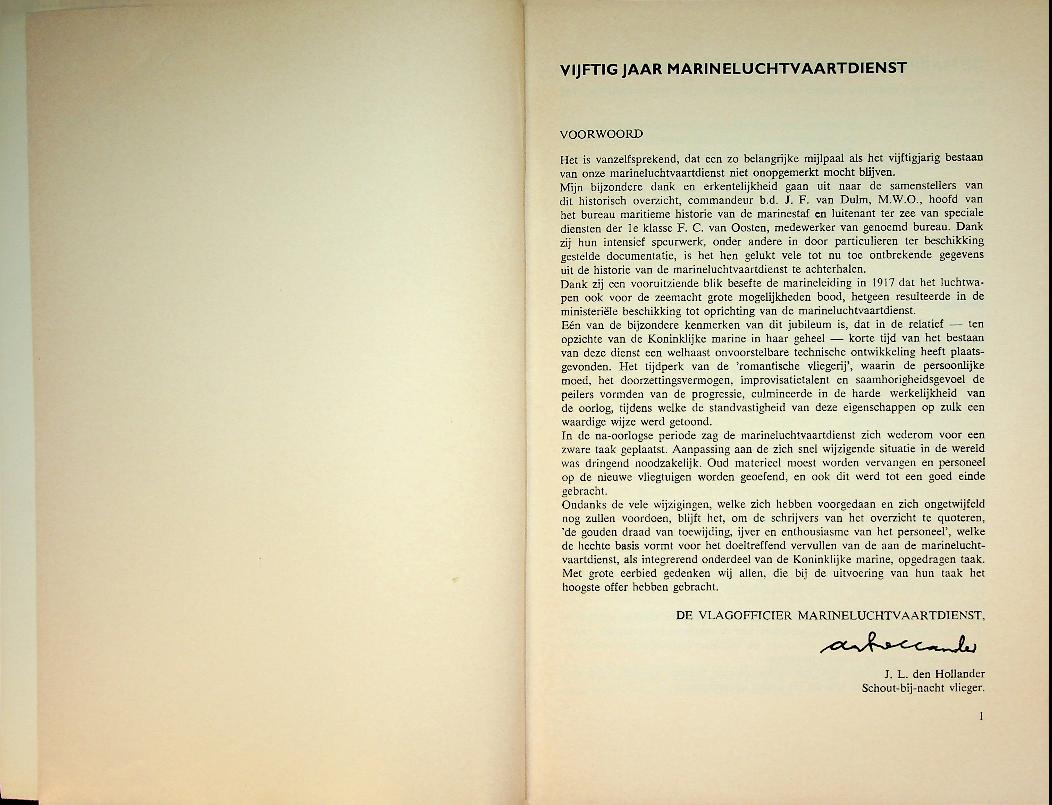 VIJFTIG JAAR MARINELUCHTVAARTDIENST
VOORWOORD
Het is vanzelfsprekend, dat een zo belangrijke mijlpaal als het vijftigjarig bestaan
van onze marineluchtvaartdienst niet onopgemerkt mocht blijven.
Mijn bijzondere dank en erkentelijkheid gaan uit naar de samenstellers van
dit historisch overzicht, commandeur b.d. J. F. van Dulm, M.W.O., hoofd van
het bureau maritieme historie van de marinestaf en luitenant ter zee van speciale
diensten der 1e klasse F. C. van Oosten, medewerker van genoemd bureau. Dank
zij hun intensief speurwerk, onder andere in door particulieren ter beschikking
gestelde documentatie, is het hen gelukt vele tot nu toe ontbrekende gegevens
uit de historie van de marineluchtvaartdienst te achterhalen.
Dank zij een vooruitziende blik besefte de marineleiding in 1917 dat het luchtwa-
pen ook voor de zeemacht grote mogelijkheden bood, hetgeen resulteerde in de
ministeriële beschikking tot oprichting van de marineluchtvaartdienst.
Eén van de bijzondere kenmerken van dit jubileum is, dat in de relatief — ten
opzichte van de Koninklijke marine in haar geheel — korte tijd van het bestaan
van deze dienst een welhaast onvoorstelbare technische ontwikkeling heeft plaats-
gevonden. Het tijdperk van de 'romantische vliegerij', waarin de persoonlijke
moed, het doorzettingsvermogen, improvisatietalent en saamhorigheidsgevoel de
peilers vormden van de progressie, culmineerde in de harde werkelijkheid van
de oorlog, tijdens welke de standvastigheid van deze eigenschappen op zulk een
waardige wijze werd getoond.
In de na-oorlogse periode zag de marineluchtvaartdienst zich wederom voor een
zware taak geplaatst. Aanpassing aan de zich snel wijzigende situatie in de wereld
was dringend noodzakelijk. Oud materieel moest worden vervangen en personeel
op de nieuwe vliegtuigen worden geoefend, en ook dit werd tot een goed einde
gebracht.
Ondanks de vele wijzigingen, welke zich hebben voorgedaan en zich ongetwijfeld
nog zullen voordoen, blijft het, om de schrijvers van het overzicht te quoteren,
'de gouden draad van toewijding, ijver en enthousiasme van het personeel', welke
de hechte basis vormt voor het doeltreffend vervullen van de aan de marinelucht-
vaartdienst, als integrerend onderdeel van de Koninklijke marine, opgedragen taak.
Met grote eerbied gedenken wij allen, die bij de uitvoering van hun taak het
hoogste offer hebben gebracht.
DE VLAGOFFICIER MARINELUCHTVAARTDIENST,
J. L. den Hollander
Schout-bij-nacht vlieger.
1